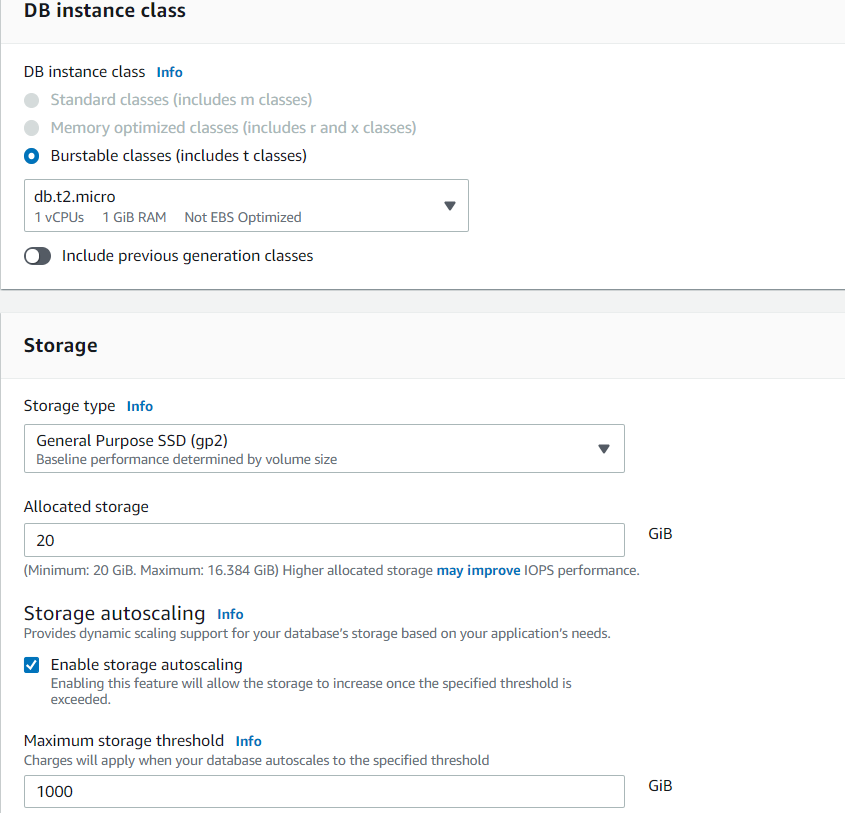 DB instance class
DB instance class Info
Standard classes (includes m classes)
Memory optimized classes (includes r and x classes)
Burstable classes (includes t classes)
db.t2.micro
1 vCPUs 1 GiB RAM Not EBS Optimized
Include previous generation classes
Storage
Storage type Info
General Purpose SSD (gp2)
Baseline performance determined by volume size
Allocated storage
20 GiB
(Minimum: 20 GiB. Maximum: 16.384 GiB) Higher allocated storage may improve IOPS performance.
Storage autoscaling Info
Provides dynamic scaling support for your database's storage based on your application's needs.
Enable storage autoscaling
Enabling this feature will allow the storage to increase once the specified threshold is
exceeded.
Maximum storage threshold Info
Charges will apply when your database autoscales to the specified threshold
1000 GiB